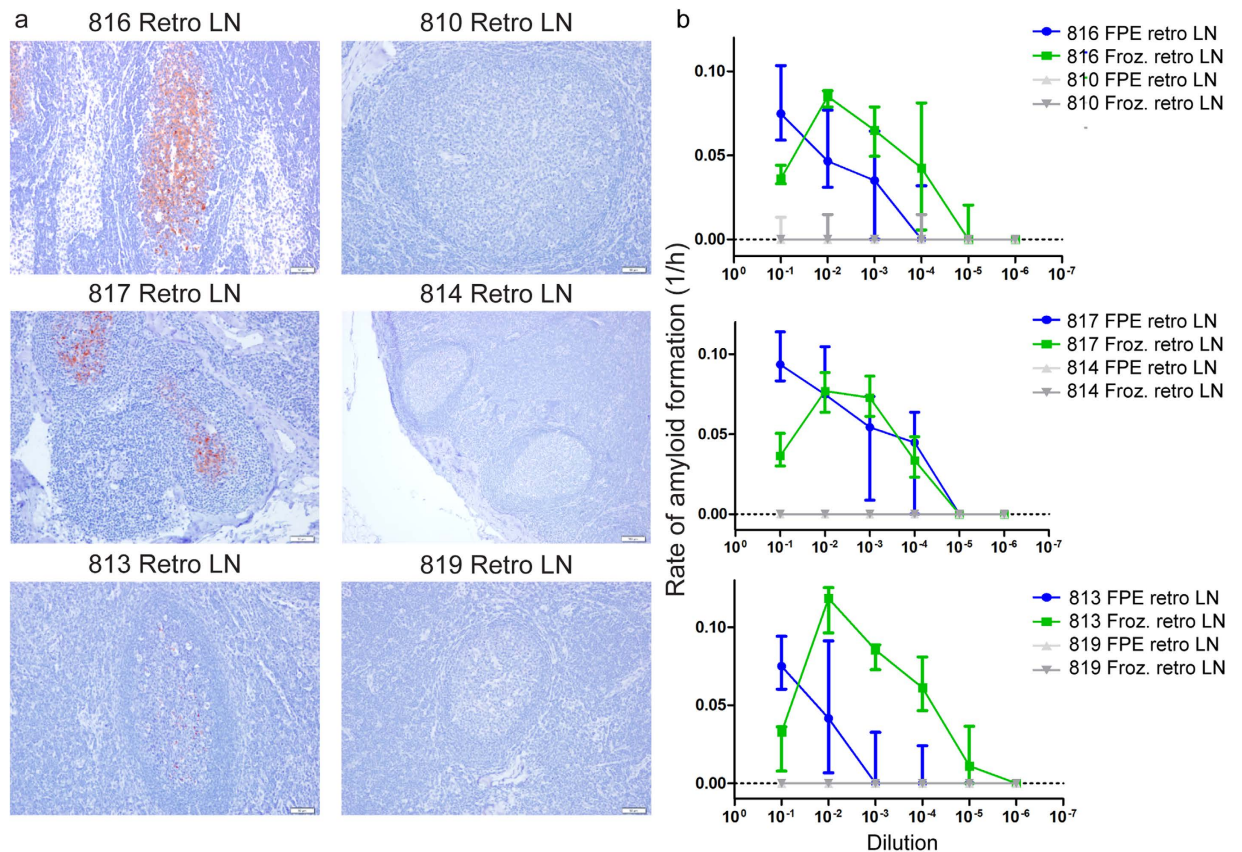 a
816 Retro LN
810 Retro LN
817 Retro LN
814 Retro LN
813 Retro LN
819 Retro LN
b
Rate of amyloid formation (1/h)
0.10
0.05
0.00
10⁰ 10⁻¹ 10⁻² 10⁻³ 10⁻⁴ 10⁻⁵ 10⁻⁶ 10⁻⁷
816 FPE retro LN
816 Froz. retro LN
810 FPE retro LN
810 Froz. retro LN
0.10
0.05
0.00
10⁰ 10⁻¹ 10⁻² 10⁻³ 10⁻⁴ 10⁻⁵ 10⁻⁶ 10⁻⁷
817 FPE retro LN
817 Froz. retro LN
814 FPE retro LN
814 Froz. retro LN
0.10
0.05
0.00
10⁰ 10⁻¹ 10⁻² 10⁻³ 10⁻⁴ 10⁻⁵ 10⁻⁶ 10⁻⁷
813 FPE retro LN
813 Froz. retro LN
819 FPE retro LN
819 Froz. retro LN
Dilution